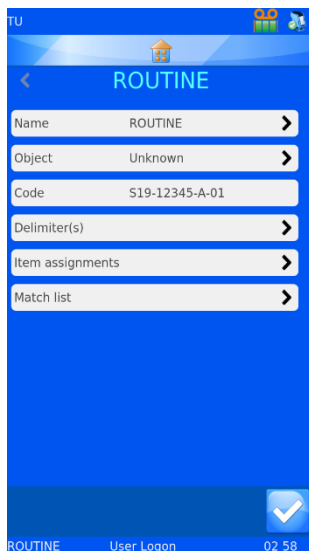 TU
ROUTINE
Name ROUTINE
Object Unknown
Code S19-12345-A-01
Delimiter(s)
Item assignments
Match list
ROUTINE User Logon 02 58